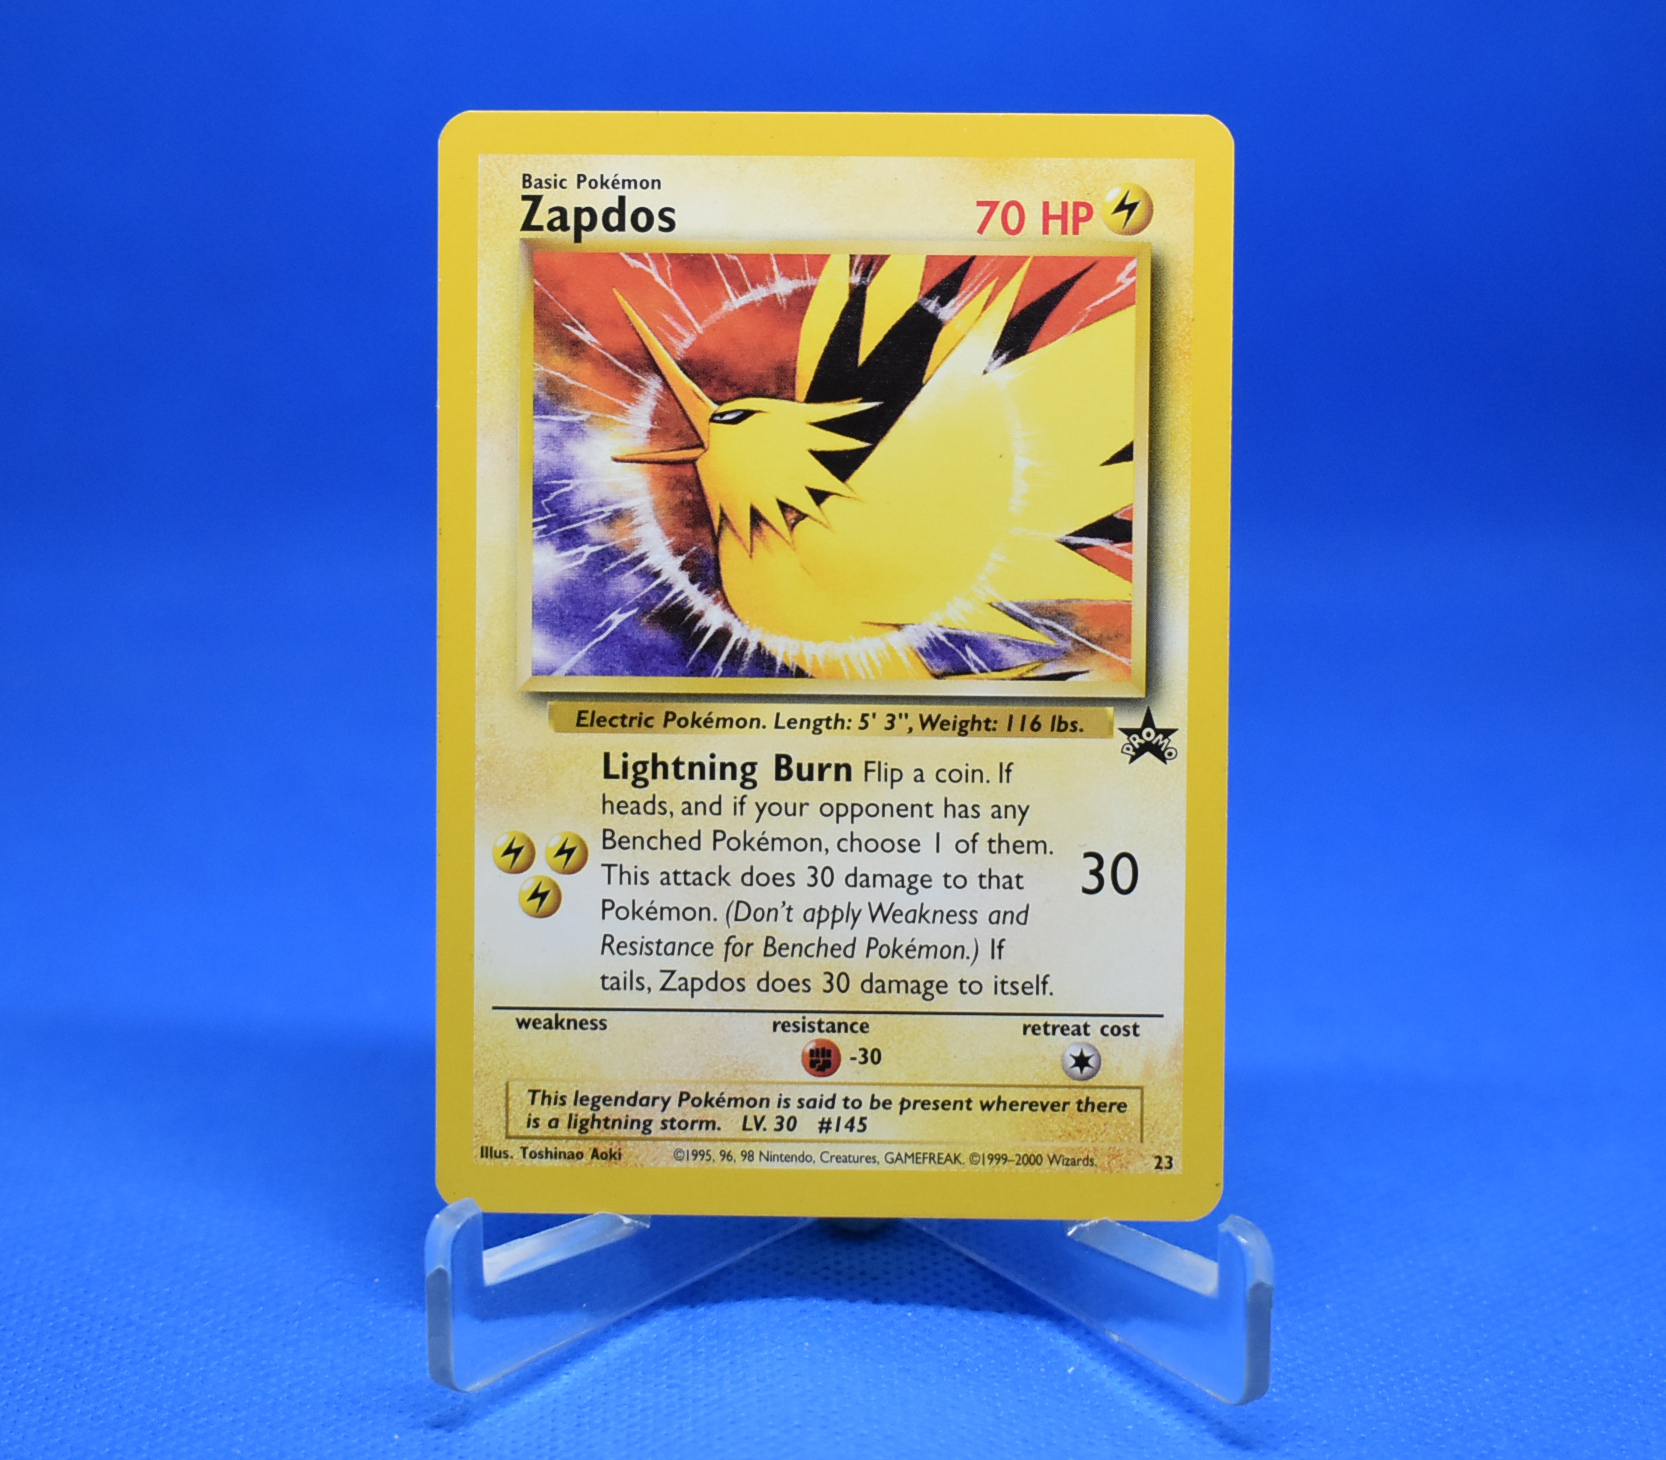 Basic Pokémon
Zapdos
70 HP
Electric Pokémon. Length: 5' 3", Weight: 116 lbs.
PROMO
Lightning Burn Flip a coin. If
heads, and if your opponent has any
Benched Pokémon, choose 1 of them.
This attack does 30 damage to that
Pokémon. (Don't apply Weakness and
Resistance for Benched Pokémon.) If
tails, Zapdos does 30 damage to itself.
30
weakness resistance retreat cost
-30
This legendary Pokémon is said to be present wherever there
is a lightning storm. LV. 30 #145
Illus. Toshinao Aoki ©1995, 96, 98 Nintendo, Creatures, GAMEFREAK. ©1999–2000 Wizards. 23